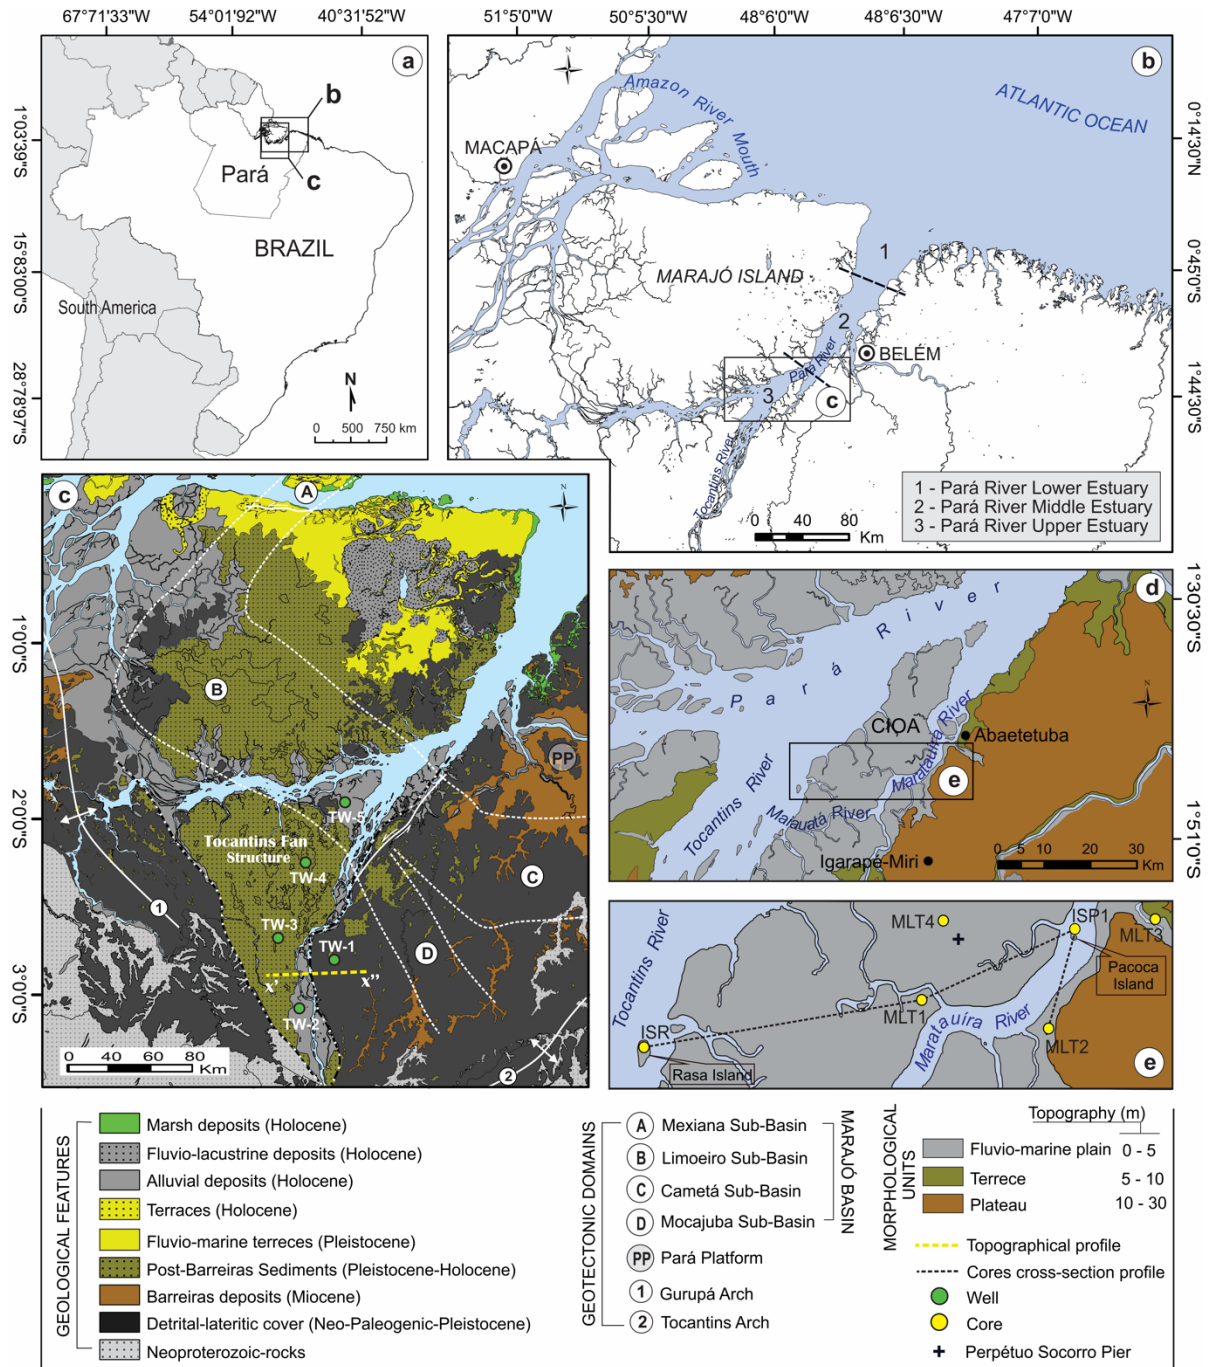 67°71'33"W
54°01'92"W
40°31'52"W
51°5'0"W
50°5'30"W
48°6'0"W
48°6'30"W
47°7'0"W
a
b
c
Pará
BRAZIL
South America
N
0 500 750 km
1°03'39"S
15°83'00"S
28°78'97"S
b
N
Amazon River Mouth
ATLANTIC OCEAN
MACAPÁ
MARAJÓ ISLAND
1
2
3
Pará River
BELÉM
c
Tocantins River
1 - Pará River Lower Estuary
2 - Pará River Middle Estuary
3 - Pará River Upper Estuary
0 20 40 60 80
Km
0°14'30"N
0°45'0"S
1°44'30"S
c
N
A
B
PP
TW-5
Tocantins Fan
Structure
TW-4
C
1
TW-3
TW-1
D
x'
x''
TW-2
2
0 40 60 80
Km
1°0'0"S
2°0'0"S
3°0'0"S
d
Pará River
CIOA
Abaetetuba
Maratauíra River
e
Tocantins River
Maiauatá River
Igarapé-Miri
0 5 10 20 30
Km
1°30'30"S
1°51'0"S
Tocantins River
MLT4
ISP1
MLT3
Pacoca
Island
MLT1
Maratauíra River
ISR
MLT2
Rasa Island
e
GEOLOGICAL FEATURES
Marsh deposits (Holocene)
Fluvio-lacustrine deposits (Holocene)
Alluvial deposits (Holocene)
Terraces (Holocene)
Fluvio-marine terreces (Pleistocene)
Post-Barreiras Sediments (Pleistocene-Holocene)
Barreiras deposits (Miocene)
Detrital-lateritic cover (Neo-Paleogenic-Pleistocene)
Neoproterozoic-rocks
GEOTECTONIC DOMAINS
A Mexiana Sub-Basin
B Limoeiro Sub-Basin
C Cametá Sub-Basin
D Mocajuba Sub-Basin
PP Pará Platform
1 Gurupá Arch
2 Tocantins Arch
MARAJÓ BASIN
MORPHOLOGICAL
UNITS
Topography (m)
Fluvio-marine plain 0 - 5
Terrece 5 - 10
Plateau 10 - 30
Topographical profile
Cores cross-section profile
Well
Core
Perpétuo Socorro Pier